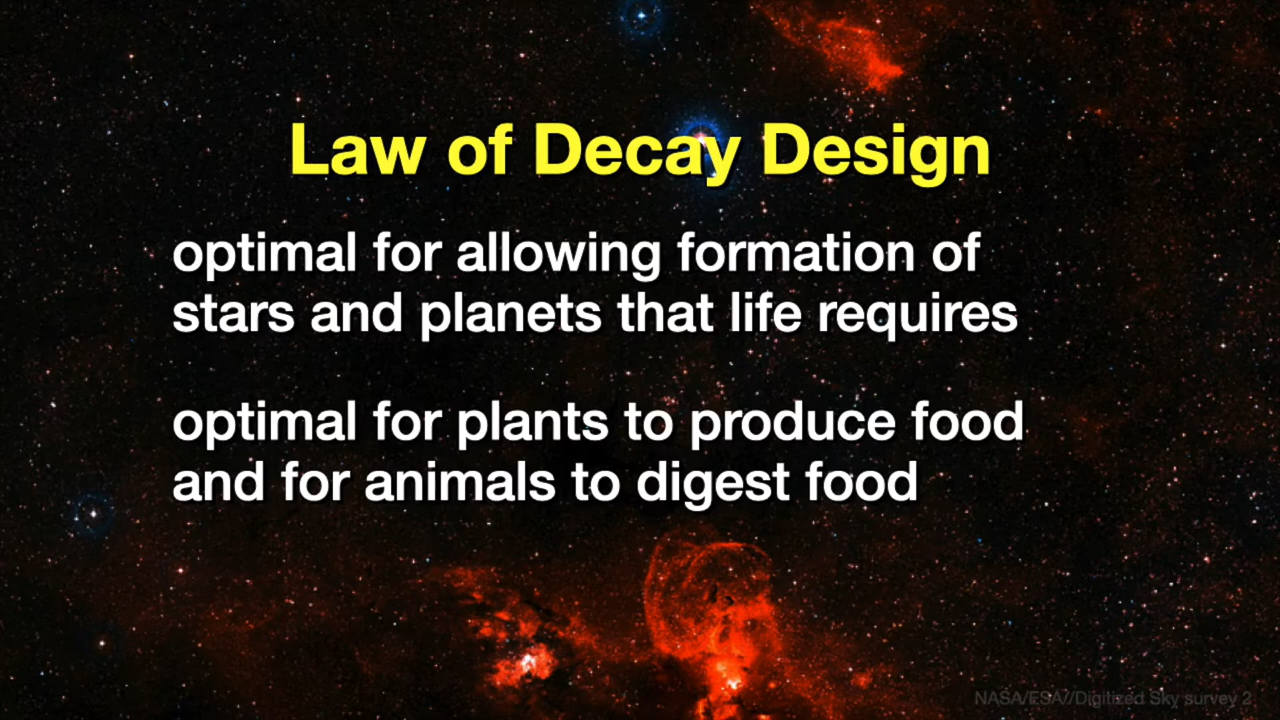 Law of Decay Design
optimal for allowing formation of
stars and planets that life requires
optimal for plants to produce food
and for animals to digest food
NASA/ESA//Digitized Sky survey 2